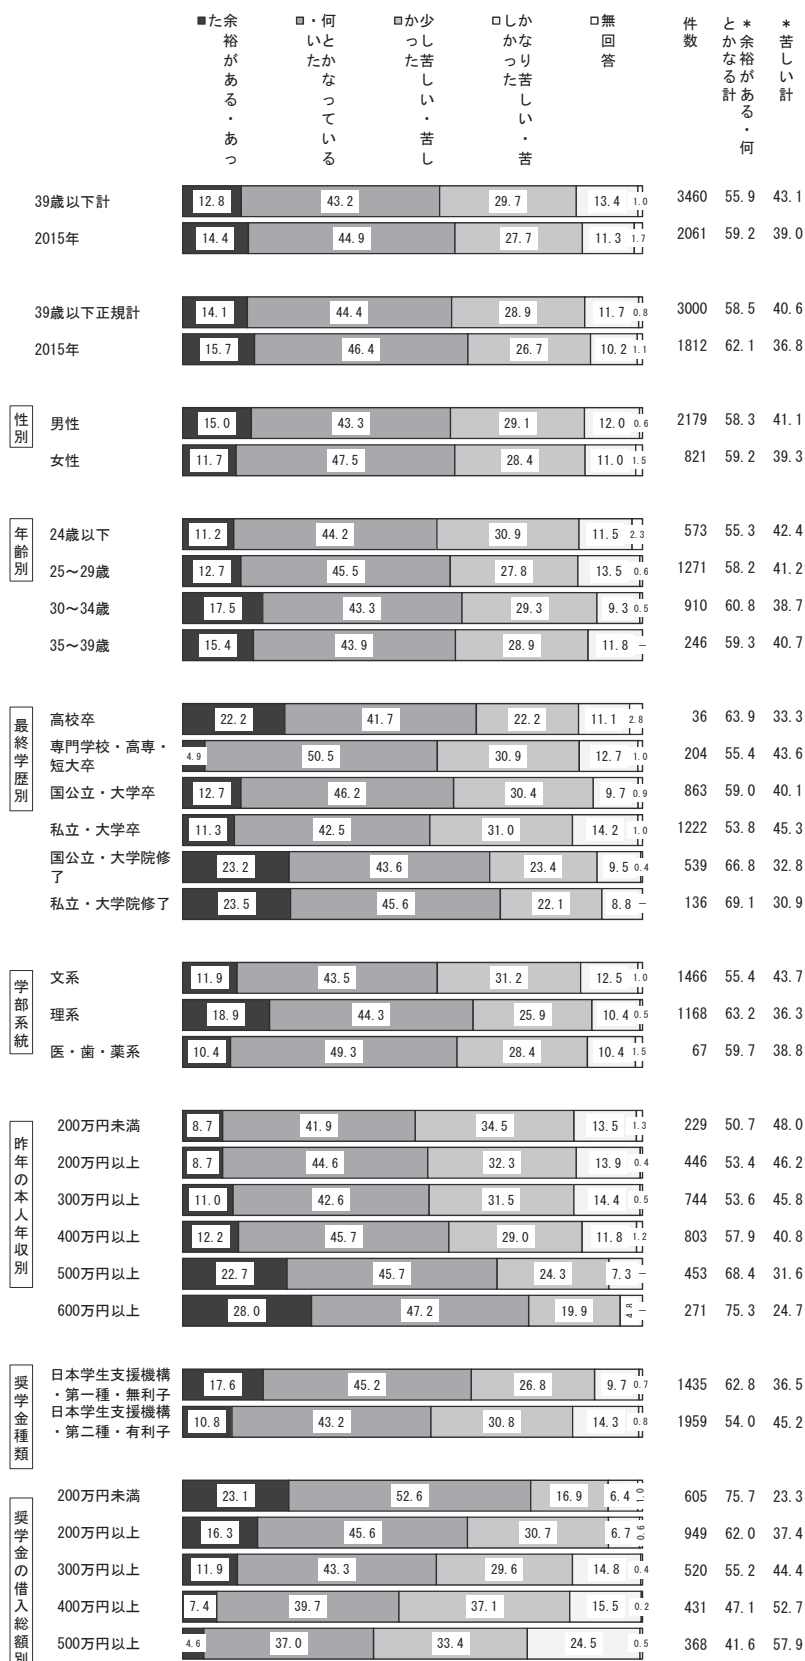 ■余裕がある・あった
■何とかなっている・いた
□少し苦しい・苦しかった
□かなり苦しい・苦しかった
□無回答
件数
＊余裕がある・何とかなる計
＊苦しい計
39歳以下計 12.8 43.2 29.7 13.4 1.0 3460 55.9 43.1
2015年 14.4 44.9 27.7 11.3 1.7 2061 59.2 39.0
39歳以下正規計 14.1 44.4 28.9 11.7 0.8 3000 58.5 40.6
2015年 15.7 46.4 26.7 10.2 1.1 1812 62.1 36.8
性別
男性 15.0 43.3 29.1 12.0 0.6 2179 58.3 41.1
女性 11.7 47.5 28.4 11.0 1.5 821 59.2 39.3
年齢別
24歳以下 11.2 44.2 30.9 11.5 2.3 573 55.3 42.4
25～29歳 12.7 45.5 27.8 13.5 0.6 1271 58.2 41.2
30～34歳 17.5 43.3 29.3 9.3 0.5 910 60.8 38.7
35～39歳 15.4 43.9 28.9 11.8 － 246 59.3 40.7
最終学歴別
高校卒 22.2 41.7 22.2 11.1 2.8 36 63.9 33.3
専門学校・高専・
短大卒 4.9 50.5 30.9 12.7 1.0 204 55.4 43.6
国公立・大学卒 12.7 46.2 30.4 9.7 0.9 863 59.0 40.1
私立・大学卒 11.3 42.5 31.0 14.2 1.0 1222 53.8 45.3
国公立・大学院修
了 23.2 43.6 23.4 9.5 0.4 539 66.8 32.8
私立・大学院修了 23.5 45.6 22.1 8.8 － 136 69.1 30.9
学部系統
文系 11.9 43.5 31.2 12.5 1.0 1466 55.4 43.7
理系 18.9 44.3 25.9 10.4 0.5 1168 63.2 36.3
医・歯・薬系 10.4 49.3 28.4 10.4 1.5 67 59.7 38.8
昨年の本人年収別
200万円未満 8.7 41.9 34.5 13.5 1.3 229 50.7 48.0
200万円以上 8.7 44.6 32.3 13.9 0.4 446 53.4 46.2
300万円以上 11.0 42.6 31.5 14.4 0.5 744 53.6 45.8
400万円以上 12.2 45.7 29.0 11.8 1.2 803 57.9 40.8
500万円以上 22.7 45.7 24.3 7.3 － 453 68.4 31.6
600万円以上 28.0 47.2 19.9 4.8 － 271 75.3 24.7
奨学金種類
日本学生支援機構
・第一種・無利子 17.6 45.2 26.8 9.7 0.7 1435 62.8 36.5
日本学生支援機構
・第二種・有利子 10.8 43.2 30.8 14.3 0.8 1959 54.0 45.2
奨学金の借入総額別
200万円未満 23.1 52.6 16.9 6.4 1.0 605 75.7 23.3
200万円以上 16.3 45.6 30.7 6.7 0.6 949 62.0 37.4
300万円以上 11.9 43.3 29.6 14.8 0.4 520 55.2 44.4
400万円以上 7.4 39.7 37.1 15.5 0.2 431 47.1 52.7
500万円以上 4.6 37.0 33.4 24.5 0.5 368 41.6 57.9